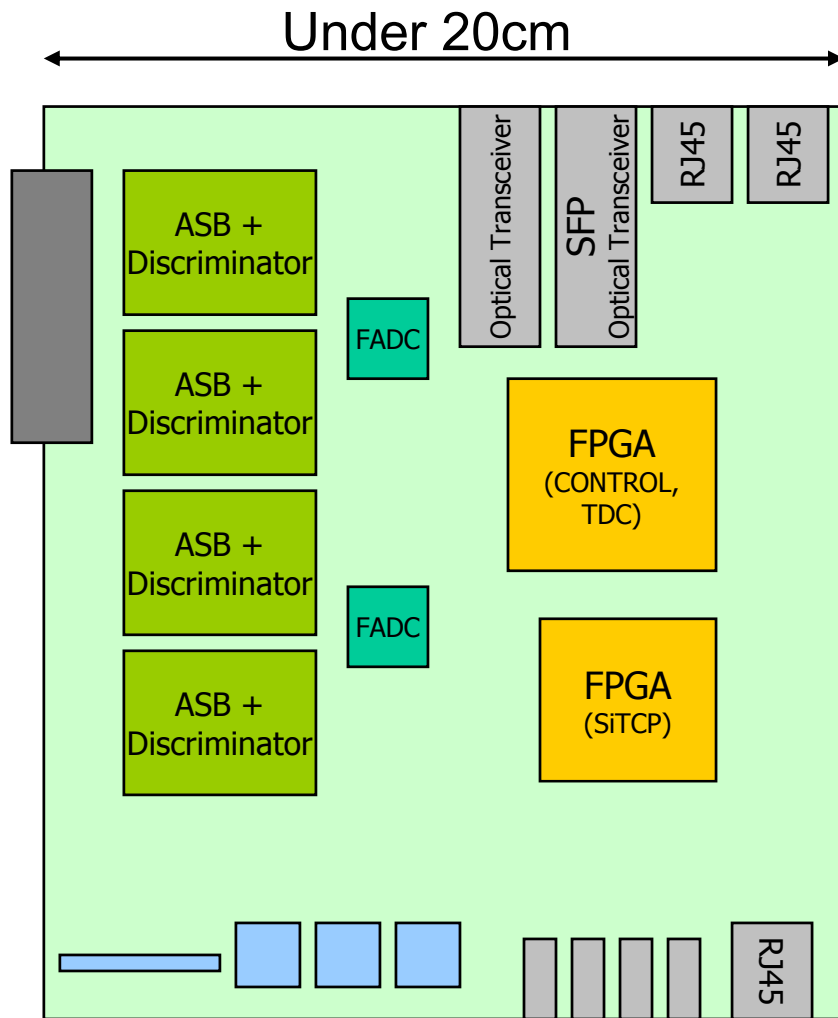 Under 20cm
Optical Transceiver
SFP
Optical Transceiver
RJ45
RJ45
ASB +
Discriminator
FADC
ASB +
Discriminator
FPGA
(CONTROL,
TDC)
ASB +
Discriminator
FADC
ASB +
Discriminator
FPGA
(SiTCP)
RJ45